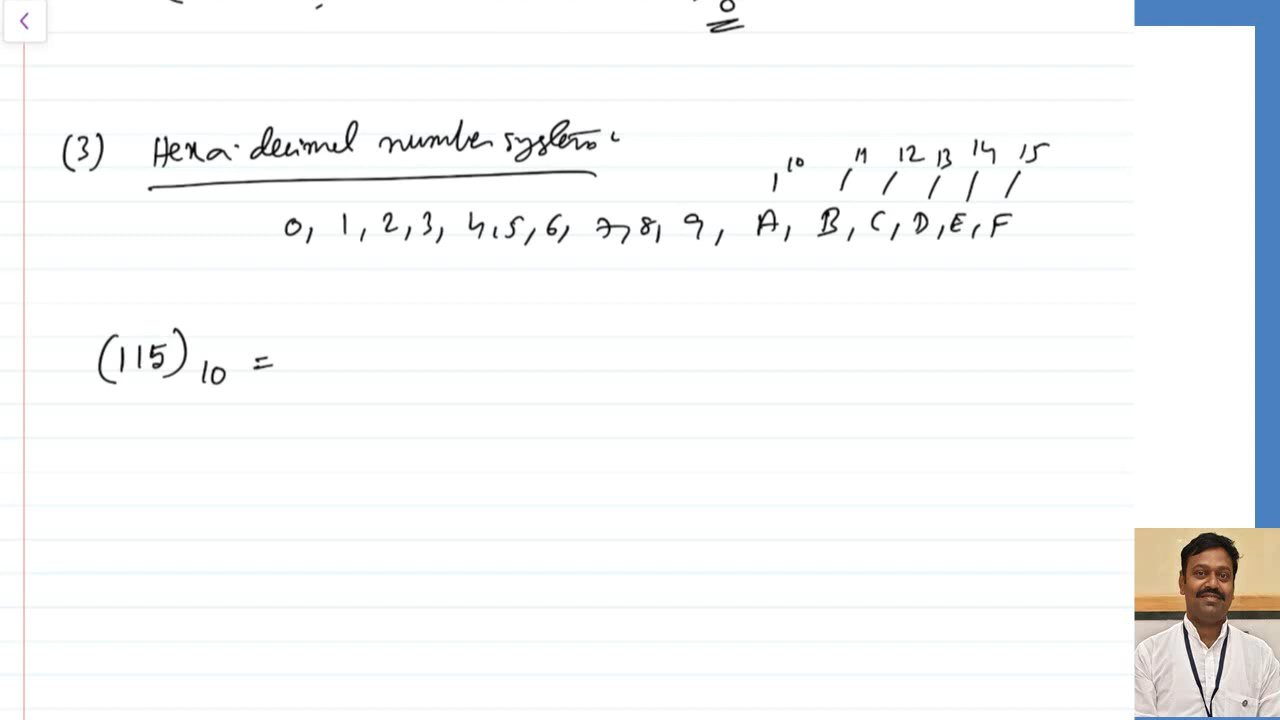 8
(3) Hexa-decimal number system.
10 11 12 13 14 15
0, 1, 2, 3, 4, 5, 6, 7, 8, 9, A, B, C, D, E, F
(115)10 =